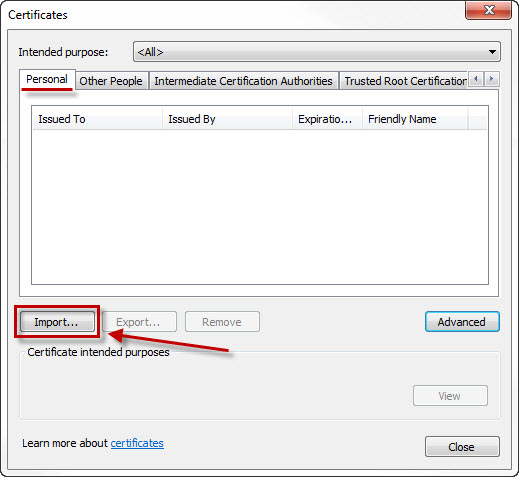 Certificates
Intended purpose: <All>
Personal Other People Intermediate Certification Authorities Trusted Root Certification
Issued To Issued By Expiratio... Friendly Name
Import... Export... Remove Advanced
Certificate intended purposes
View
Learn more about certificates
Close